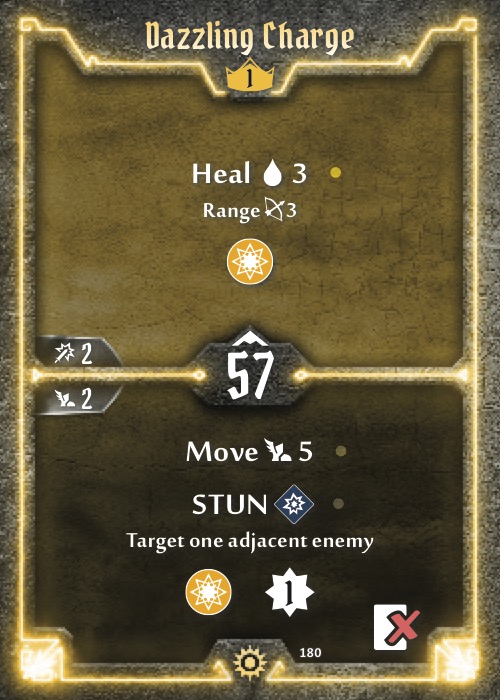 Dazzling Charge
1
Heal 3
Range 3
2
57
2
Move 5
STUN
Target one adjacent enemy
1
180